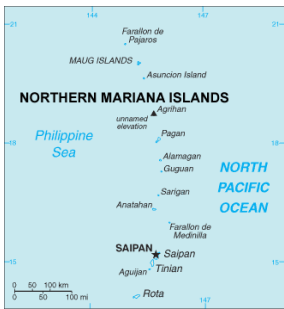 144
147
21
21
Farallon de
Pajaros
MAUG ISLANDS
Asuncion Island
NORTHERN MARIANA ISLANDS
Agrihan
unnamed
elevation
Philippine
Sea
Pagan
18
18
Alamagan
Guguan
NORTH
PACIFIC
OCEAN
Sarigan
Anatahan
Farallon de
Medinilla
SAIPAN
Saipan
15
15
Aguijan
Tinian
0 50 100 km
0 50 100 mi
Rota
147